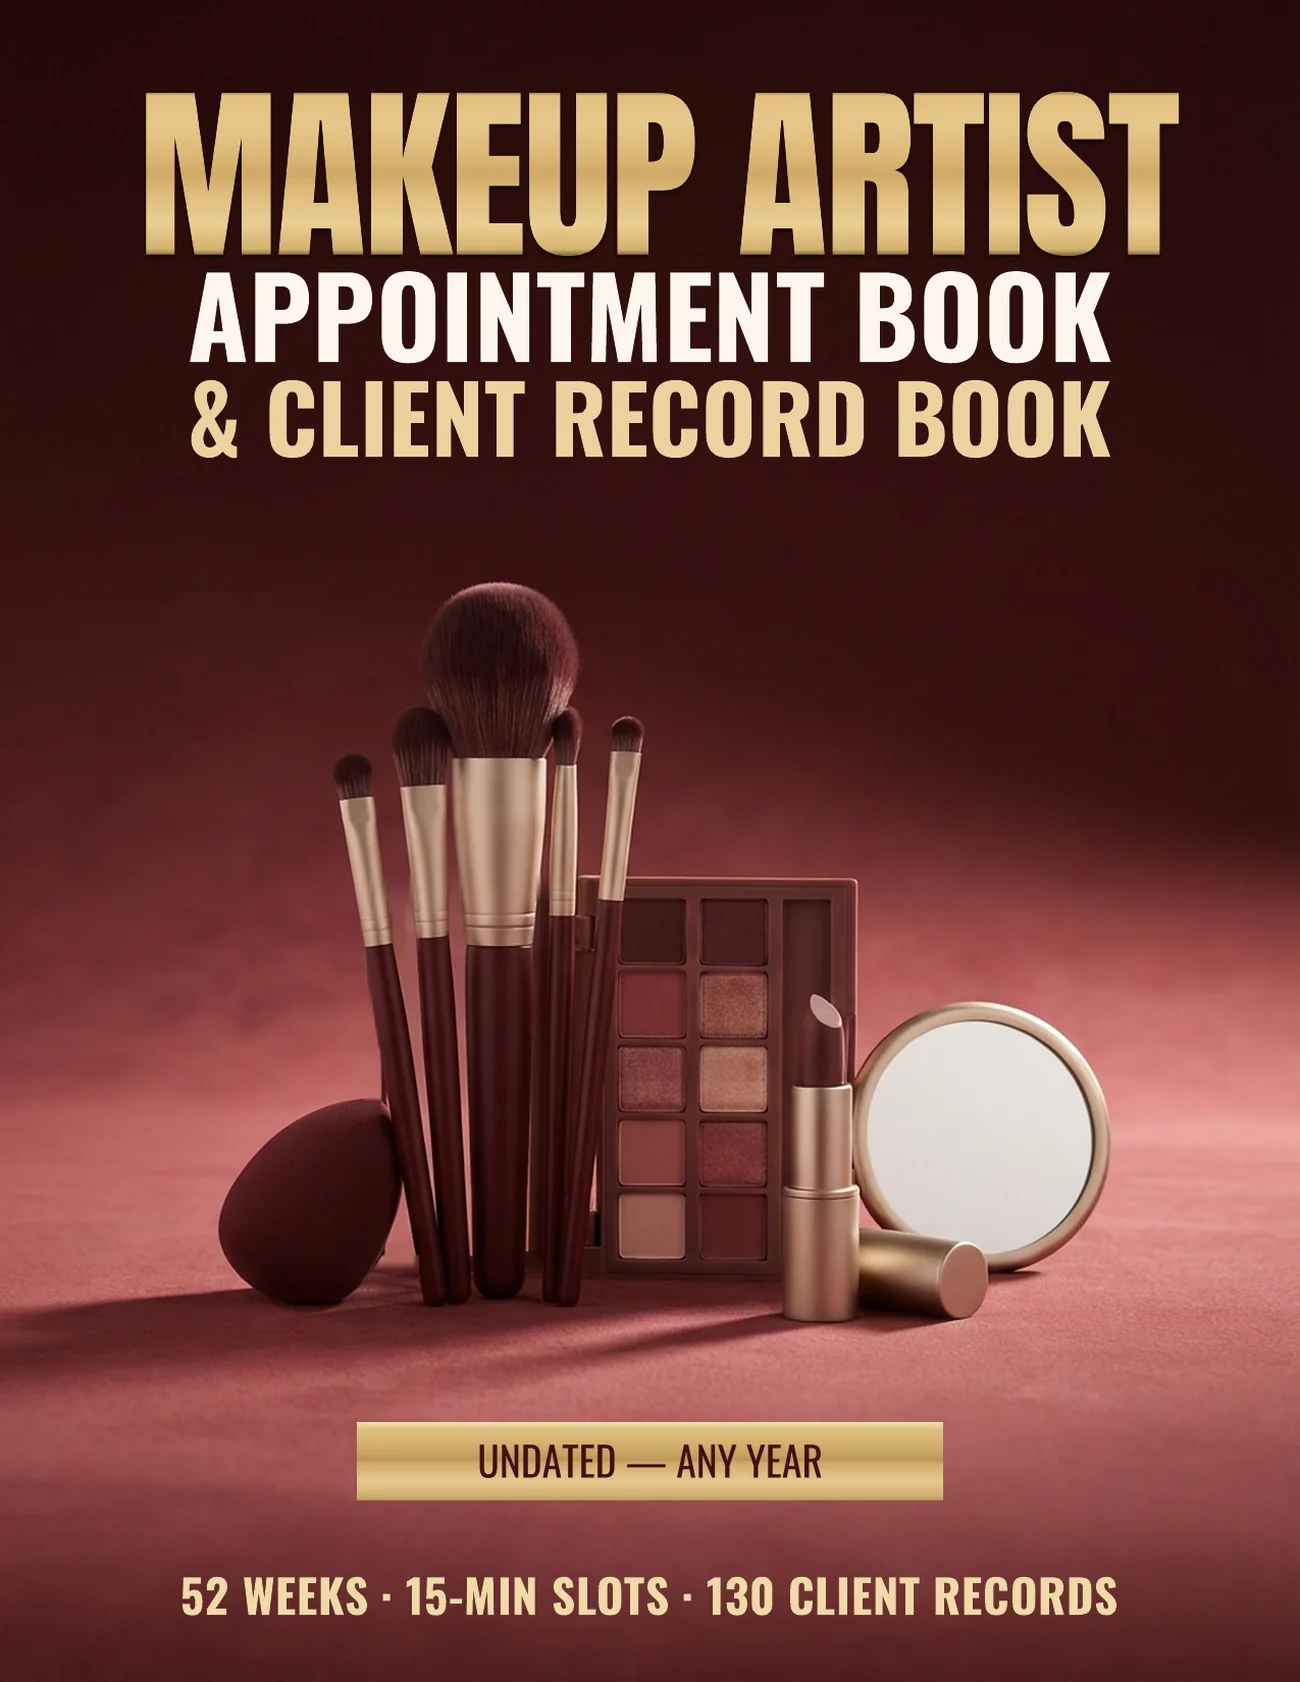 MAKEUP ARTIST
APPOINTMENT BOOK
& CLIENT RECORD BOOK
UNDATED — ANY YEAR
52 WEEKS · 15-MIN SLOTS · 130 CLIENT RECORDS